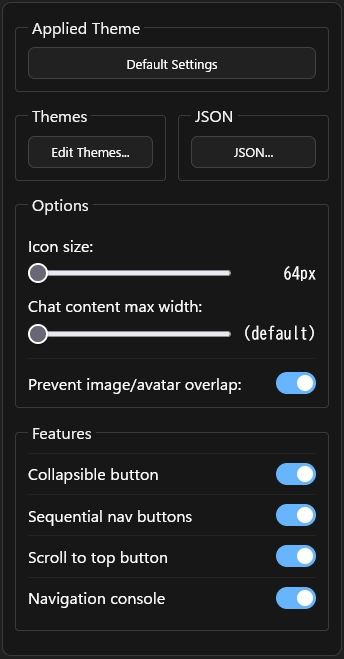 Applied Theme
Default Settings
Themes
Edit Themes...
JSON
JSON...
Options
Icon size:
64px
Chat content max width:
(default)
Prevent image/avatar overlap:
Features
Collapsible button
Sequential nav buttons
Scroll to top button
Navigation console